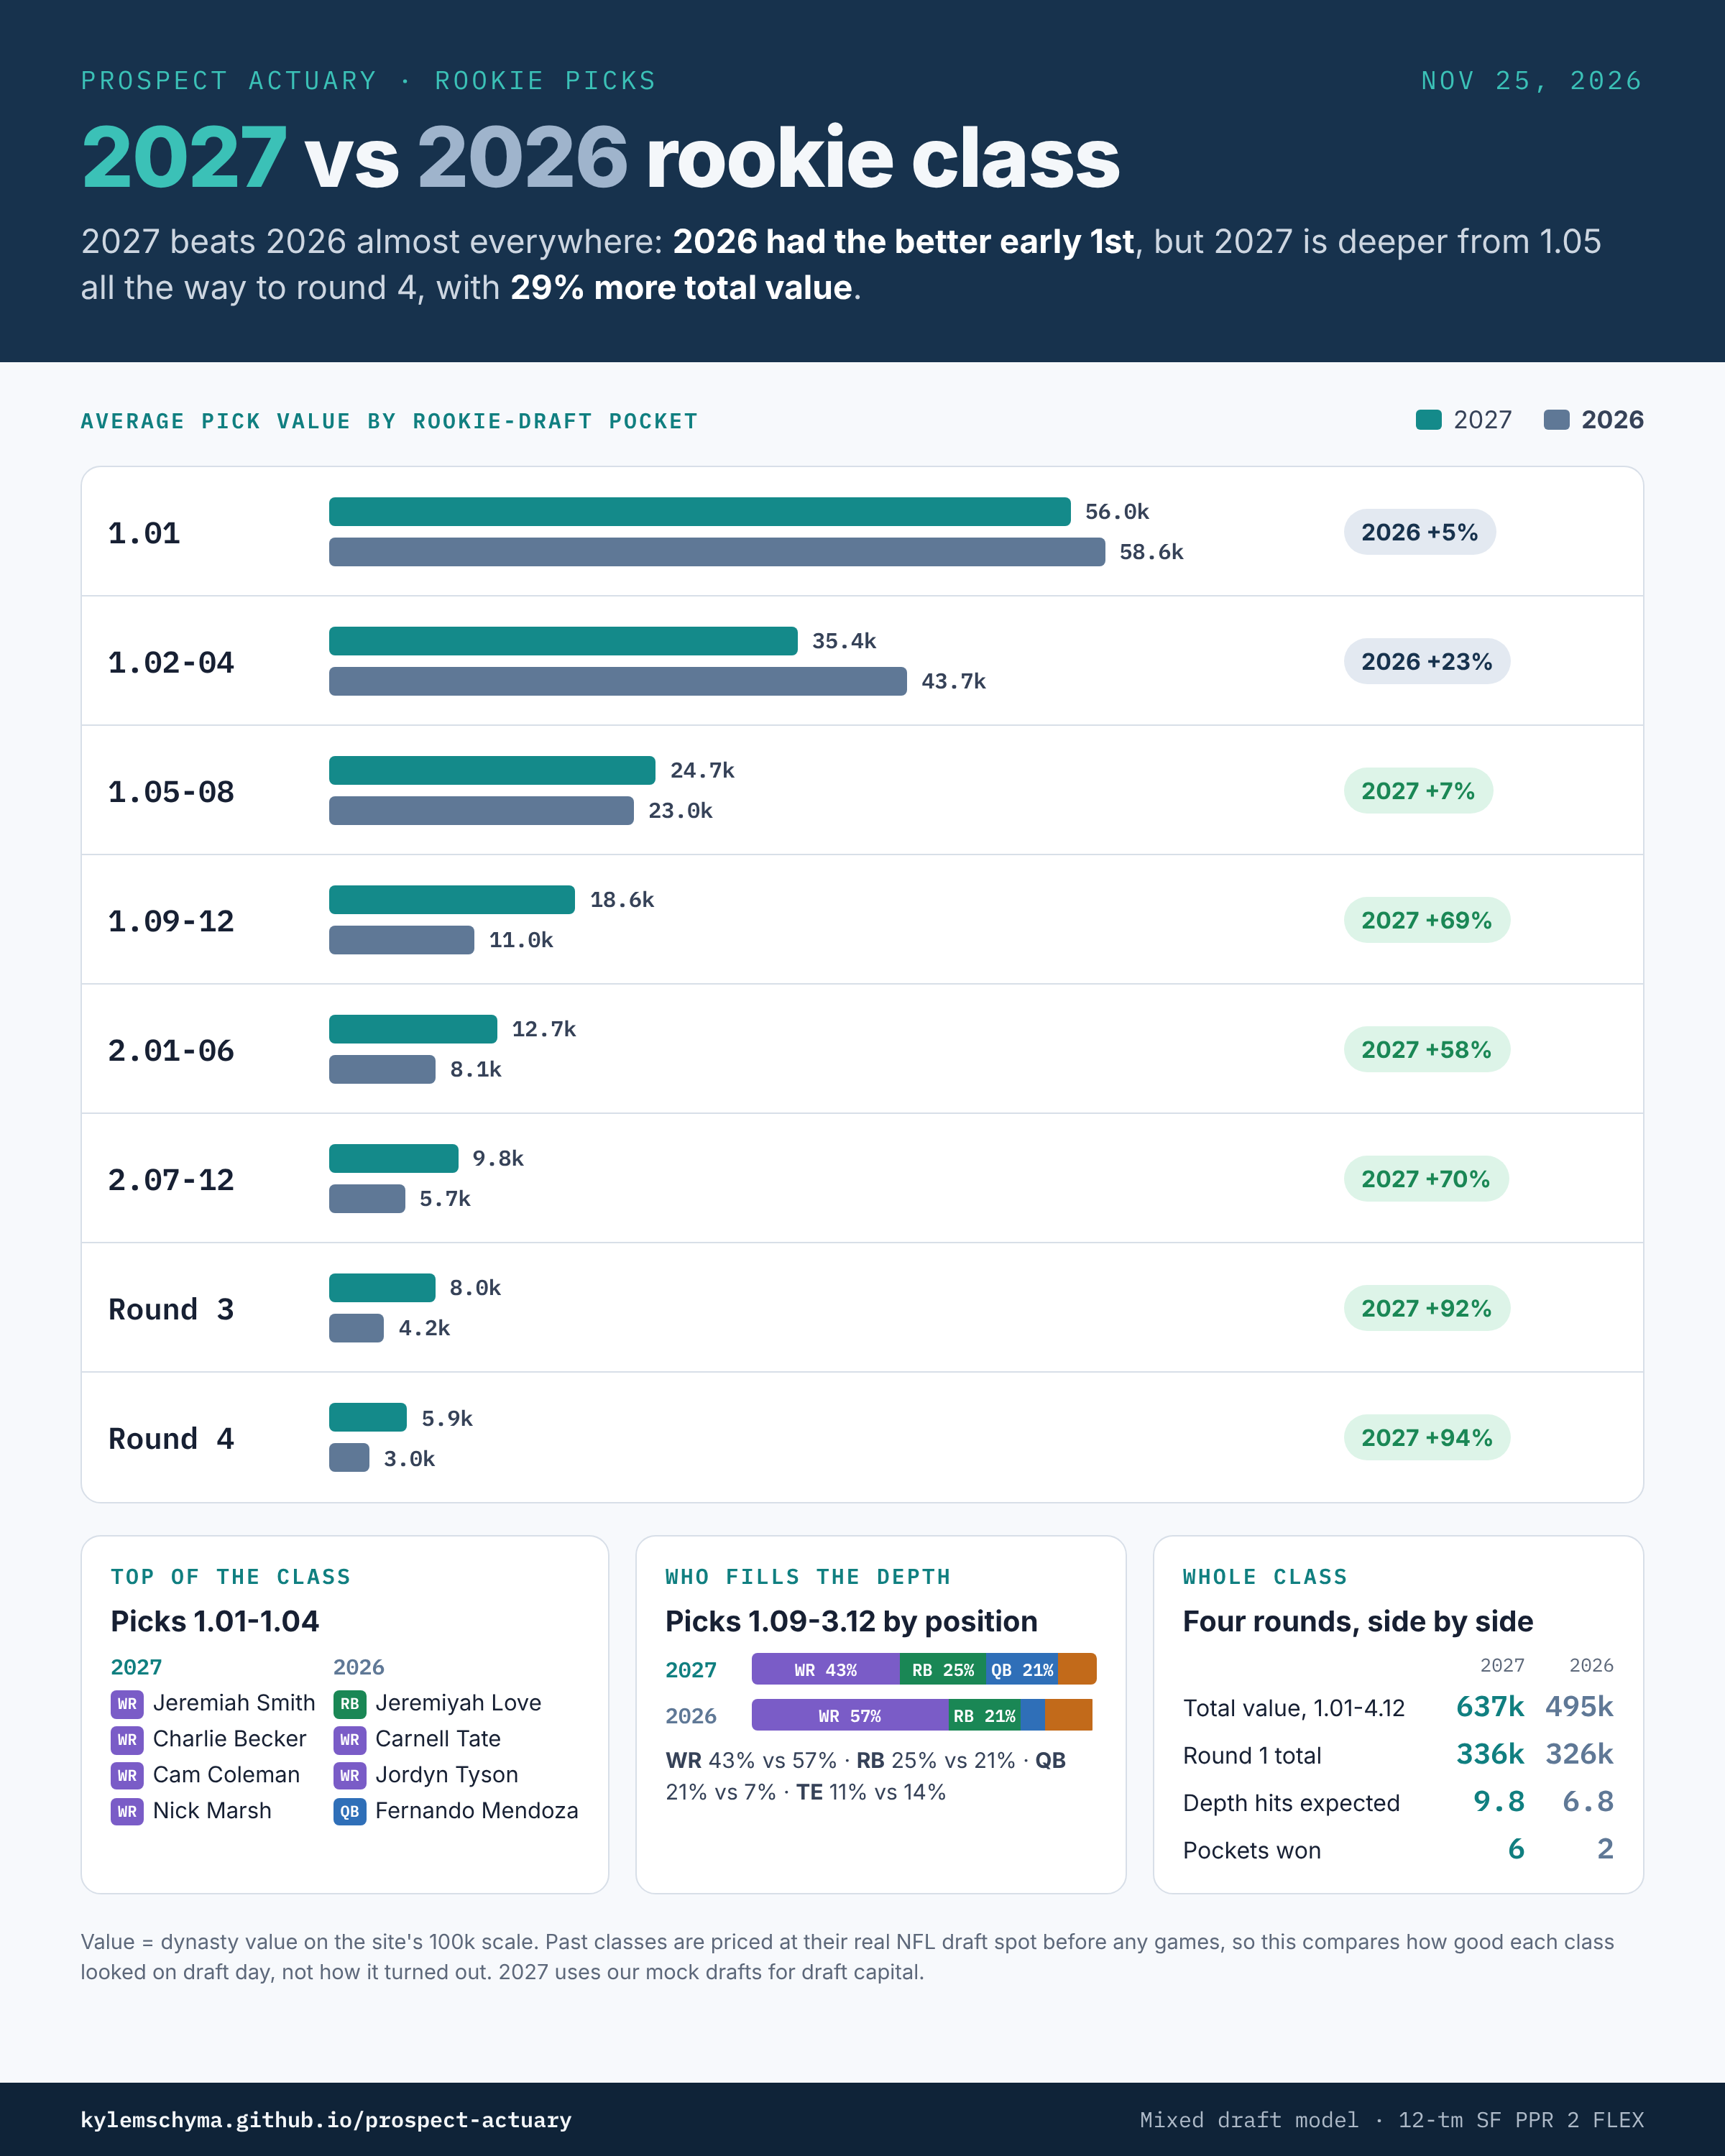 PROSPECT ACTUARY · ROOKIE PICKS
NOV 25, 2026
2027 vs 2026 rookie class
2027 beats 2026 almost everywhere: 2026 had the better early 1st, but 2027 is deeper from 1.05
all the way to round 4, with 29% more total value.
AVERAGE PICK VALUE BY ROOKIE-DRAFT POCKET
2027 2026
1.01
56.0k
58.6k
2026 +5%
1.02-04
35.4k
43.7k
2026 +23%
1.05-08
24.7k
23.0k
2027 +7%
1.09-12
18.6k
11.0k
2027 +69%
2.01-06
12.7k
8.1k
2027 +58%
2.07-12
9.8k
5.7k
2027 +70%
Round 3
8.0k
4.2k
2027 +92%
Round 4
5.9k
3.0k
2027 +94%
TOP OF THE CLASS
Picks 1.01-1.04
2027 2026
WR Jeremiah Smith RB Jeremiyah Love
WR Charlie Becker WR Carnell Tate
WR Cam Coleman WR Jordyn Tyson
WR Nick Marsh QB Fernando Mendoza
WHO FILLS THE DEPTH
Picks 1.09-3.12 by position
2027 WR 43% RB 25% QB 21%
2026 WR 57% RB 21%
WR 43% vs 57% · RB 25% vs 21% · QB
21% vs 7% · TE 11% vs 14%
WHOLE CLASS
Four rounds, side by side
2027 2026
Total value, 1.01-4.12 637k 495k
Round 1 total 336k 326k
Depth hits expected 9.8 6.8
Pockets won 6 2
Value = dynasty value on the site's 100k scale. Past classes are priced at their real NFL draft spot before any games, so this compares how good each class
looked on draft day, not how it turned out. 2027 uses our mock drafts for draft capital.
kylemschyma.github.io/prospect-actuary
Mixed draft model · 12-tm SF PPR 2 FLEX